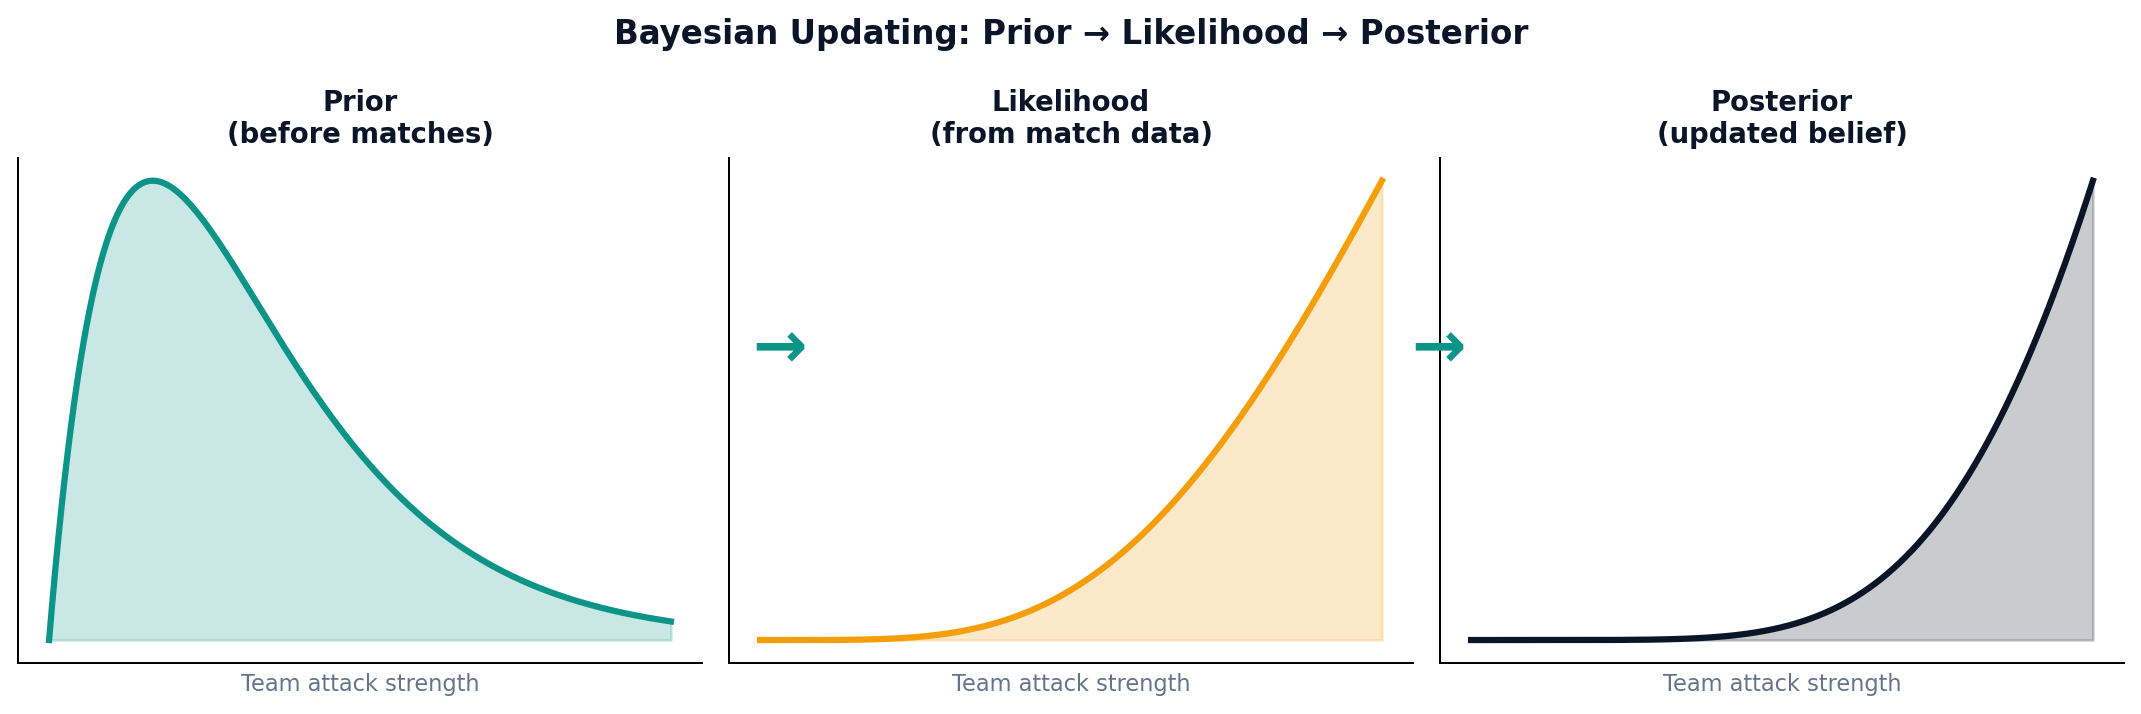 Bayesian Updating: Prior → Likelihood → Posterior
Prior
(before matches)
Likelihood
(from match data)
Posterior
(updated belief)
→
→
Team attack strength
Team attack strength
Team attack strength